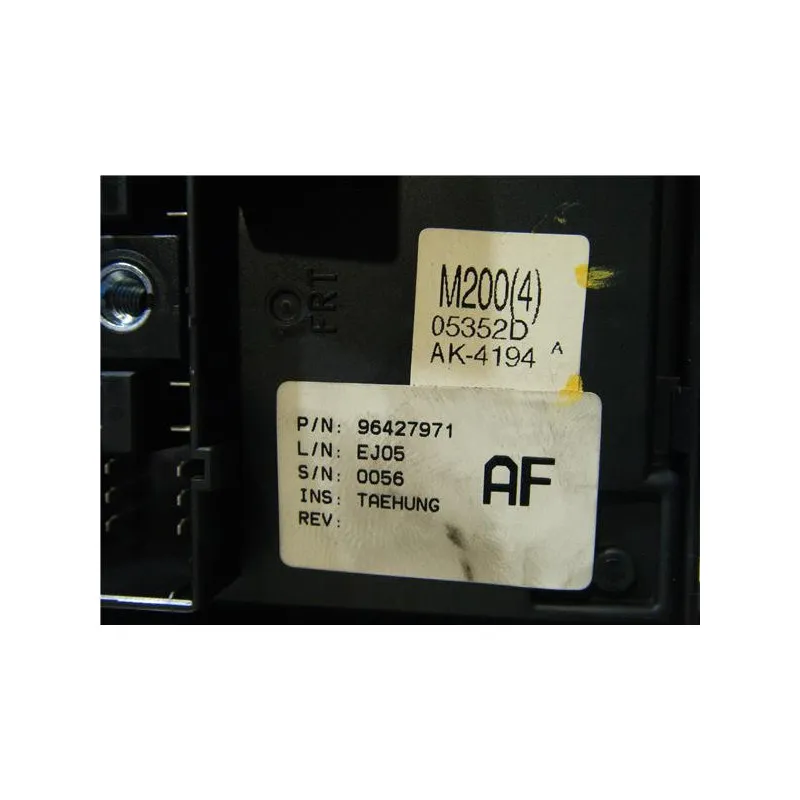 FRT
M200(4)
05352D
AK-4194 A
P/N: 96427971
L/N: EJ05
S/N: 0056
INS: TAEHUNG
REV:
AF